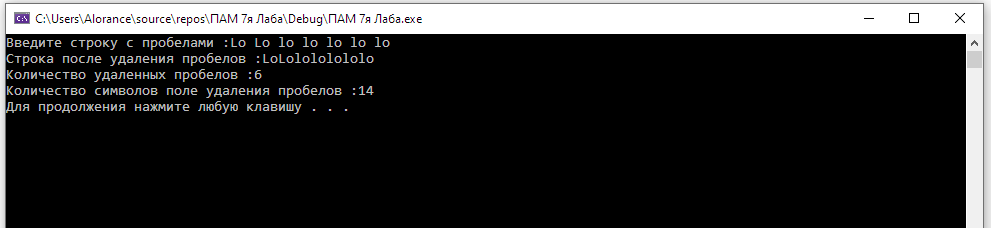 C:\Users\Alorance\source\repos\ПАМ 7я Лаба\Debug\ПАМ 7я Лаба.exe
Введите строку с пробелами :Lo Lo lo lo lo lo lo
Строка после удаления пробелов :LoLolololololo
Количество удаленных пробелов :6
Количество символов поле удаления пробелов :14
Для продолжения нажмите любую клавишу . . .